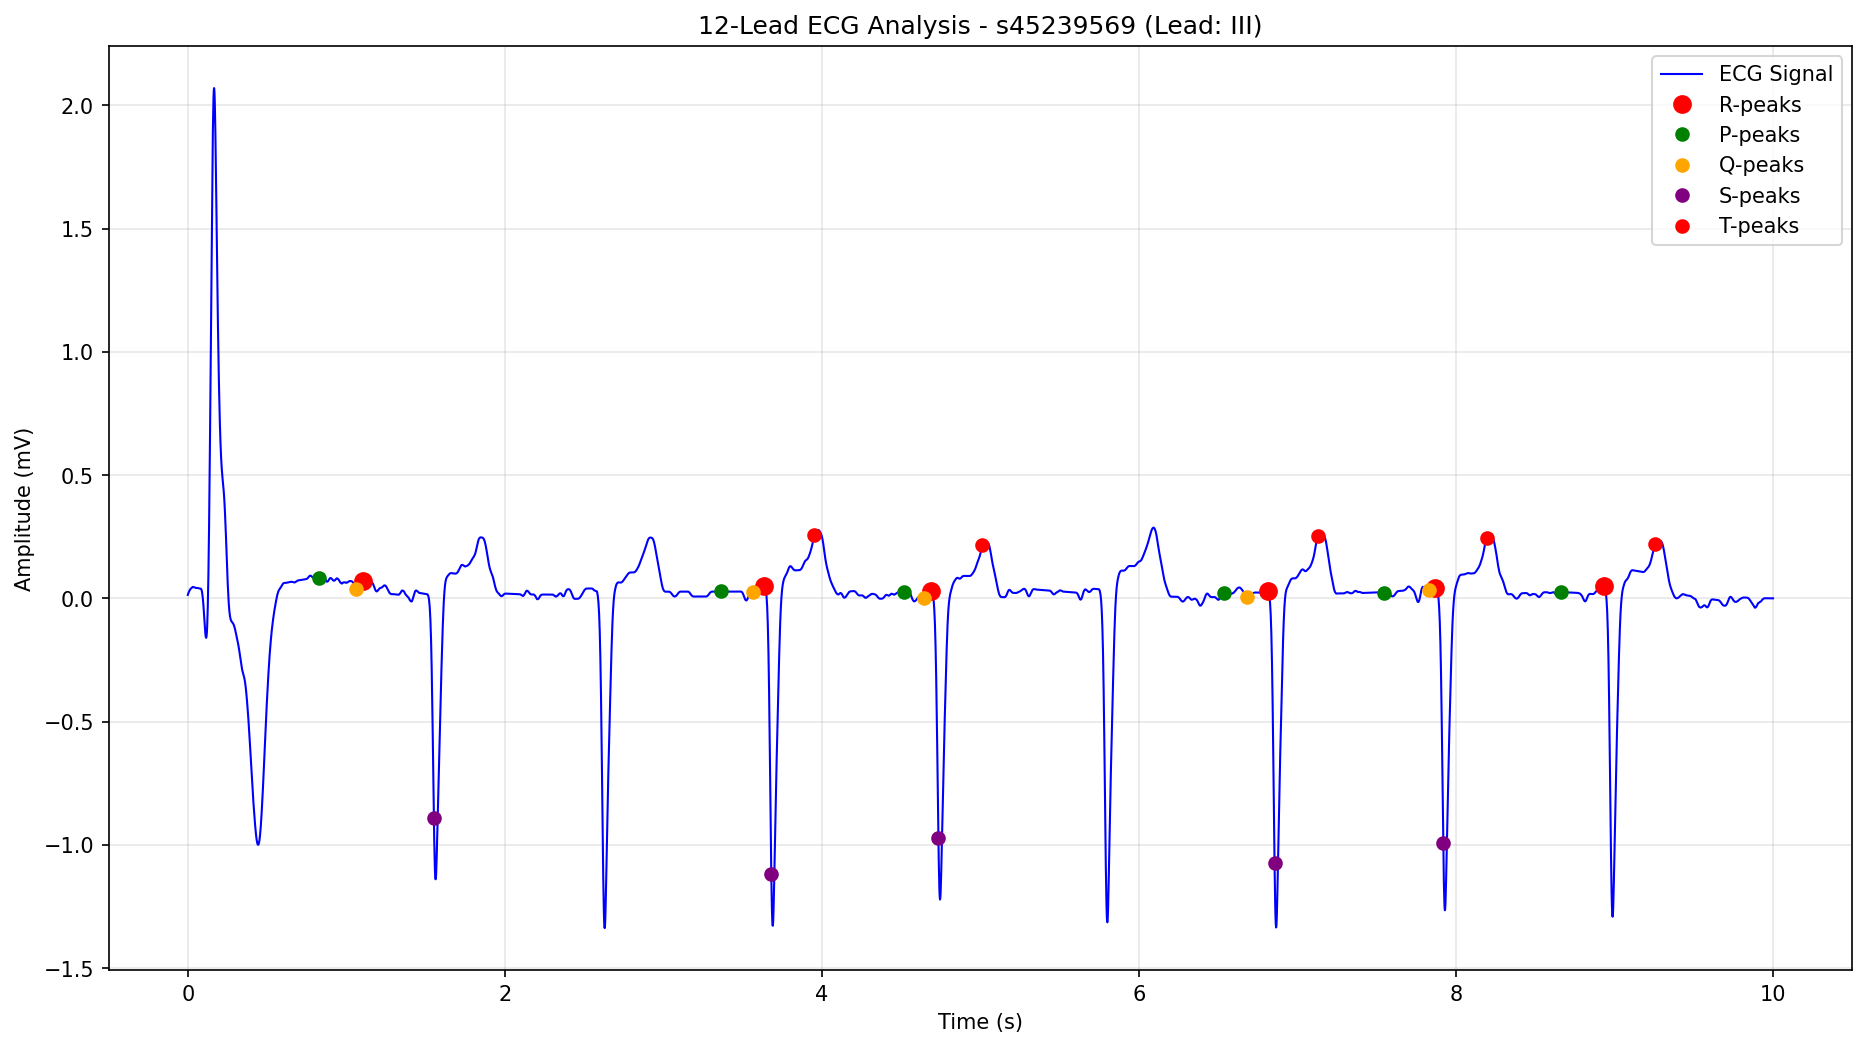 12-Lead ECG Analysis - s45239569 (Lead: III)
ECG Signal
R-peaks
P-peaks
Q-peaks
S-peaks
T-peaks
Amplitude (mV)
2.0
1.5
1.0
0.5
0.0
−0.5
−1.0
−1.5
0 2 4 6 8 10
Time (s)